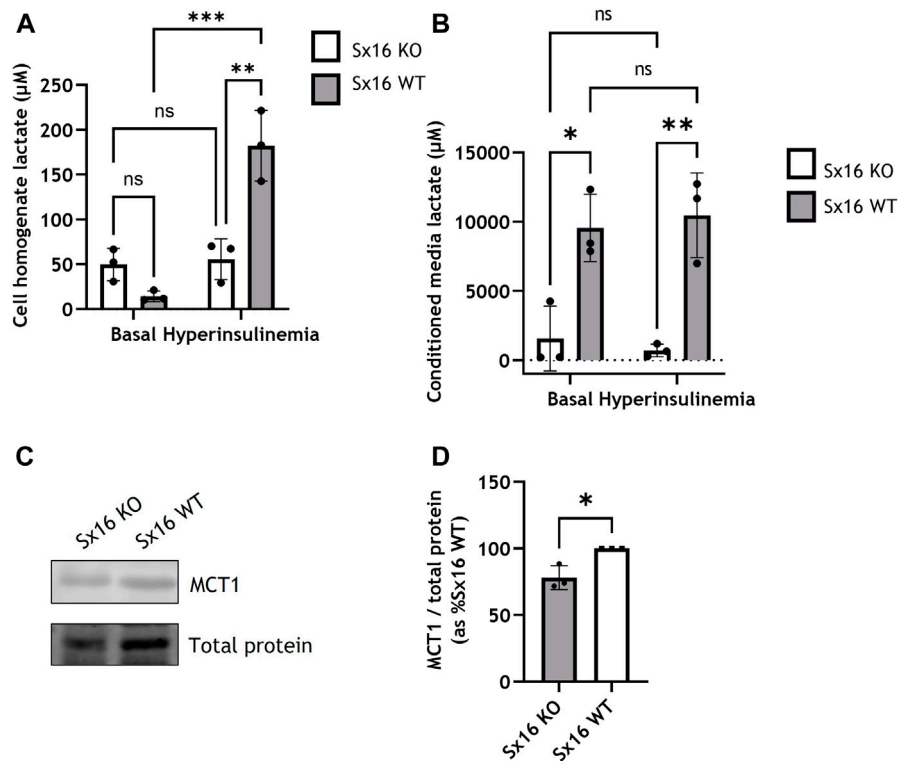 A
***
Sx16 KO
Sx16 WT
**
ns
ns
Cell homogenate lactate (µM)
250
200
150
100
50
0
Basal Hyperinsulinemia
B
ns
ns
*
**
Sx16 KO
Sx16 WT
Conditioned media lactate (µM)
15000
10000
5000
0
Basal Hyperinsulinemia
C
Sx16 KO
Sx16 WT
MCT1
Total protein
D
*
MCT1 / total protein
(as %Sx16 WT)
150
100
50
0
Sx16 KO
Sx16 WT